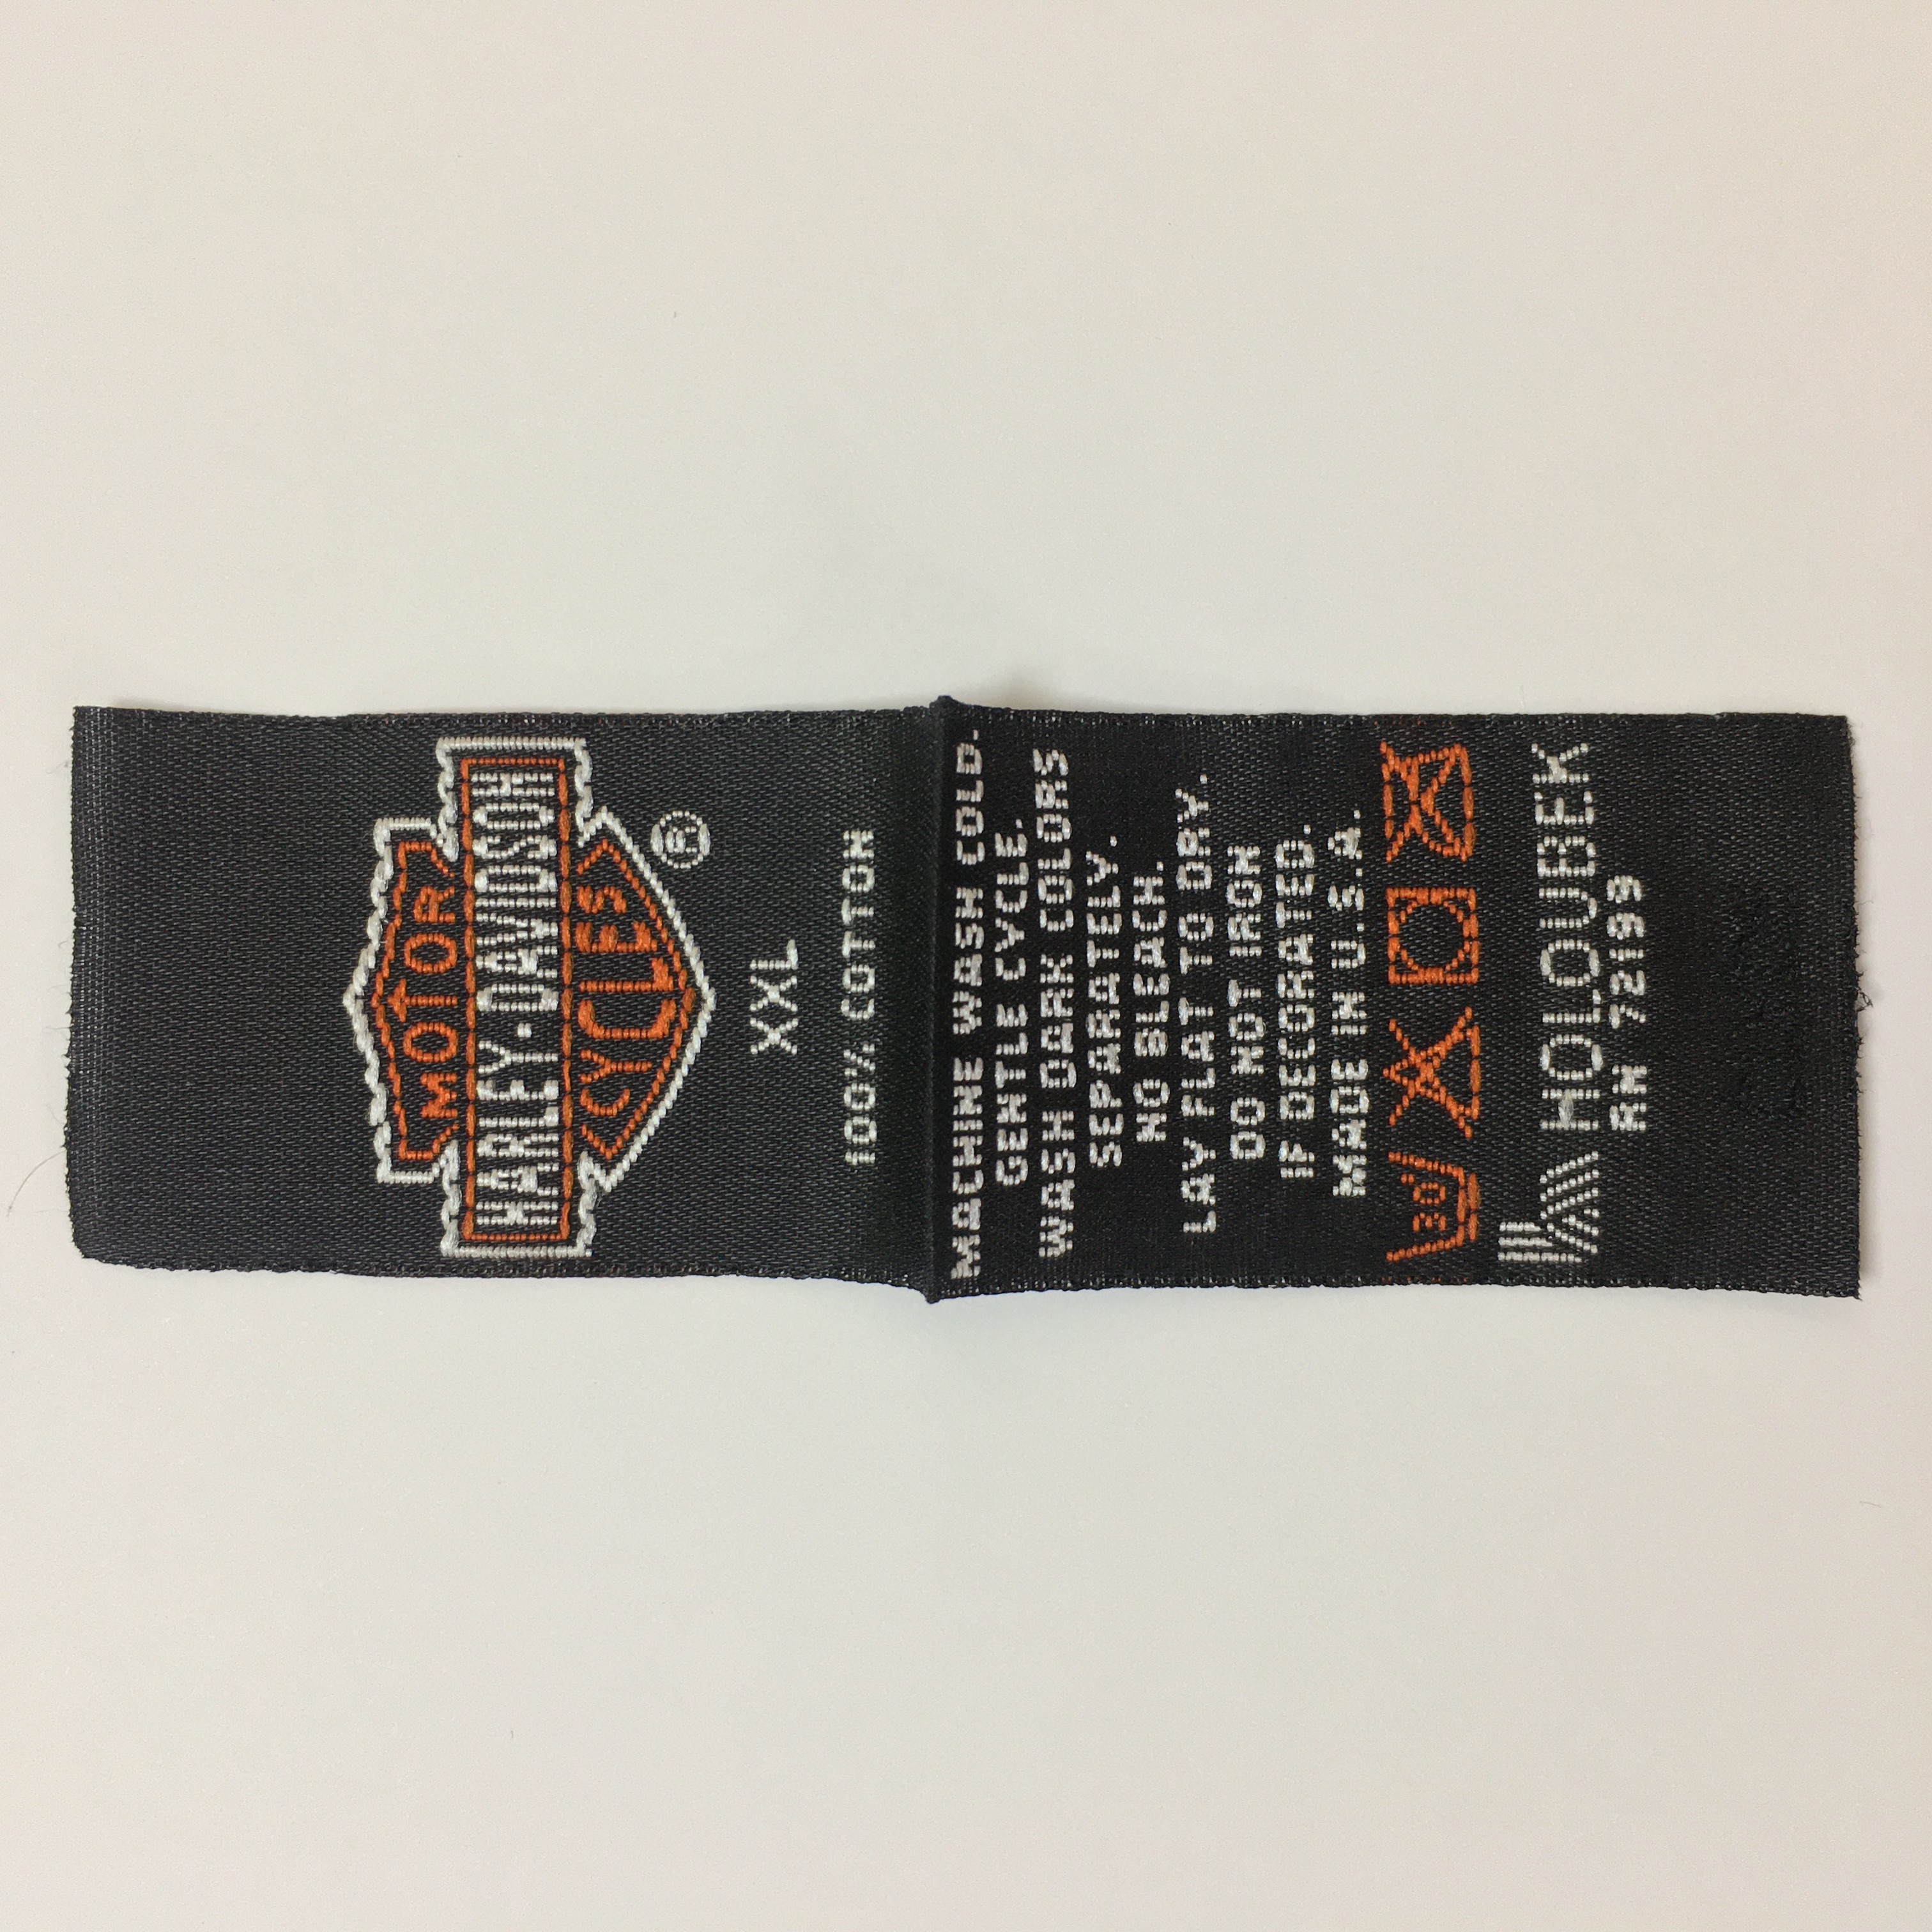 MOTOR
HARLEY-DAVIDSON
CYCLES
®
XXL
100% COTTON
MACHINE WASH COLD.
GENTLE CYCLE.
WASH DARK COLORS
SEPARATELY.
NO BLEACH.
LAY FLAT TO DRY.
DO NOT IRON
IF DECORATED.
MADE IN U.S.A.
30°
HOLOUBEK
RN 72199